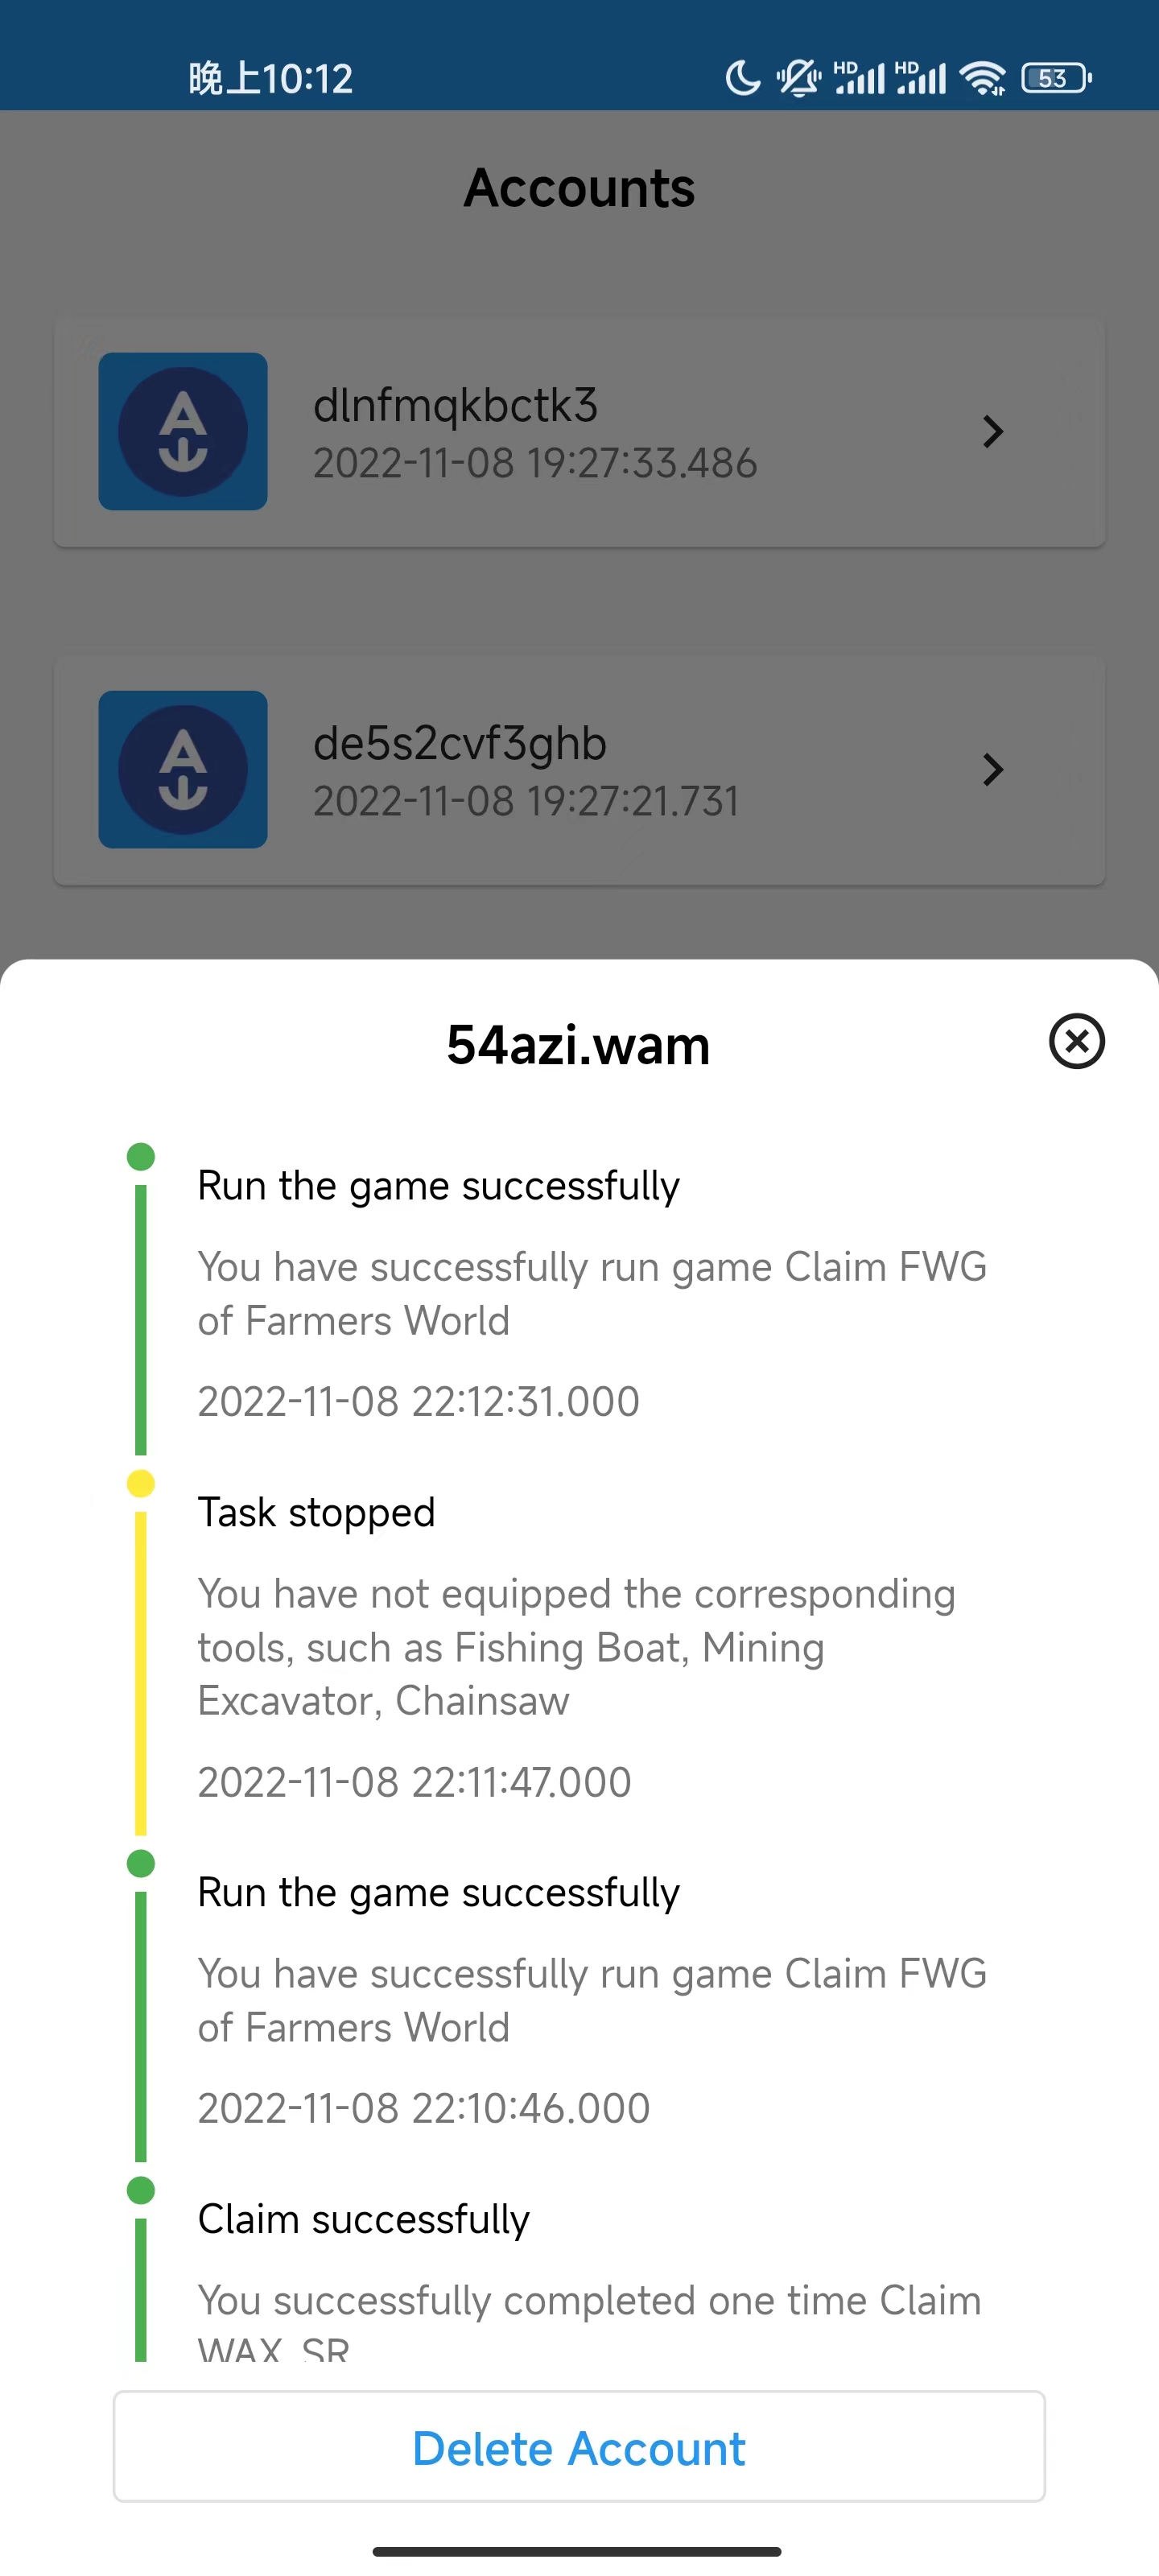 晚上10:12
HD
HD
53
Accounts
dlnfmqkbctk3
2022-11-08 19:27:33.486
de5s2cvf3ghb
2022-11-08 19:27:21.731
54azi.wam
Run the game successfully
You have successfully run game Claim FWG
of Farmers World
2022-11-08 22:12:31.000
Task stopped
You have not equipped the corresponding
tools, such as Fishing Boat, Mining
Excavator, Chainsaw
2022-11-08 22:11:47.000
Run the game successfully
You have successfully run game Claim FWG
of Farmers World
2022-11-08 22:10:46.000
Claim successfully
You successfully completed one time Claim
WAX SR
Delete Account